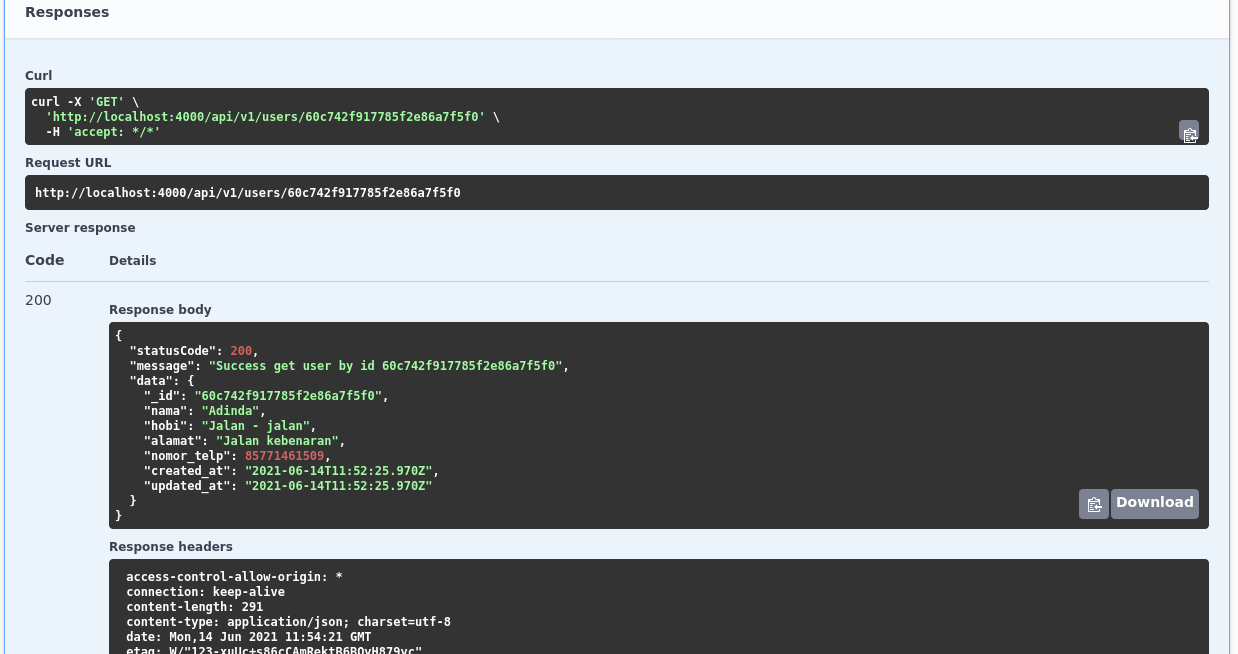 Responses
Curl
curl -X 'GET' \
'http://localhost:4000/api/v1/users/60c742f917785f2e86a7f5f0' \
-H 'accept: */*'
Request URL
http://localhost:4000/api/v1/users/60c742f917785f2e86a7f5f0
Server response
Code Details
200
Response body
{
"statusCode": 200,
"message": "Success get user by id 60c742f917785f2e86a7f5f0",
"data": {
"_id": "60c742f917785f2e86a7f5f0",
"nama": "Adinda",
"hobi": "Jalan - jalan",
"alamat": "Jalan kebenaran",
"nomor_telp": 85771461509,
"created_at": "2021-06-14T11:52:25.970Z",
"updated_at": "2021-06-14T11:52:25.970Z"
}
}
Download
Response headers
access-control-allow-origin: *
connection: keep-alive
content-length: 291
content-type: application/json; charset=utf-8
date: Mon,14 Jun 2021 11:54:21 GMT
etag: